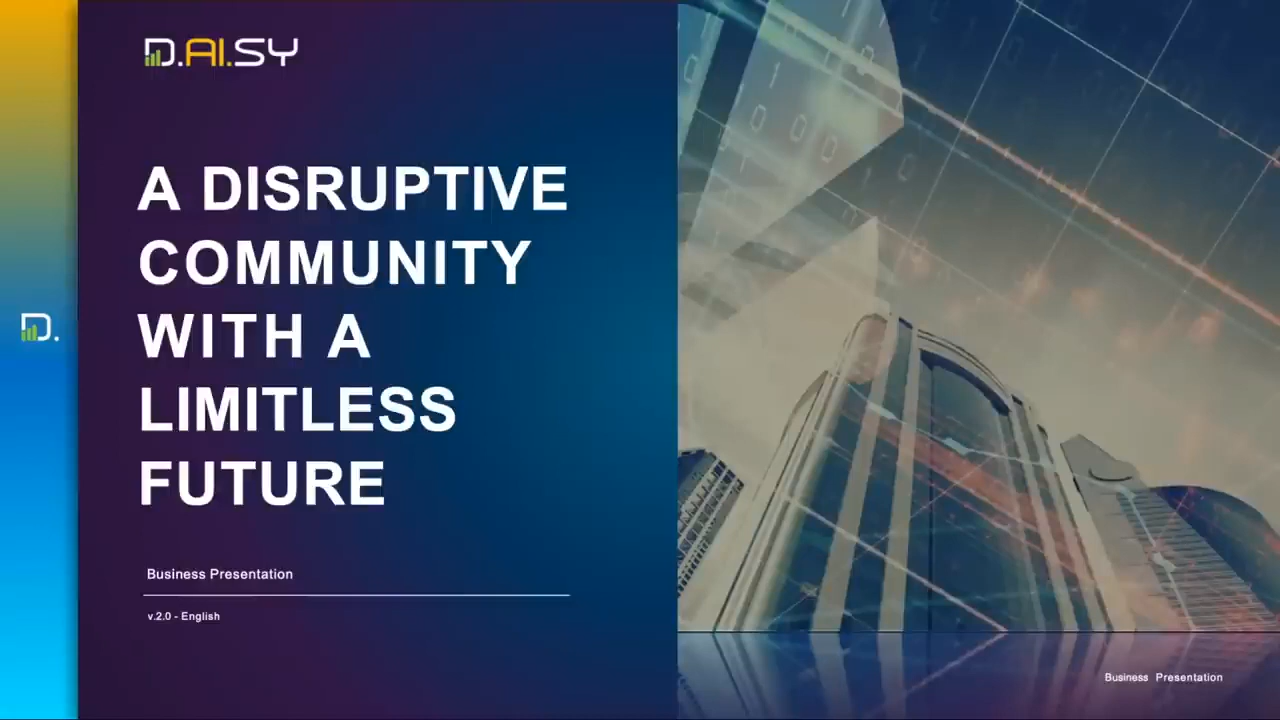 D.AI.SY
A DISRUPTIVE
COMMUNITY
WITH A
LIMITLESS
FUTURE
D.
Business Presentation
v.2.0 - English
Business Presentation